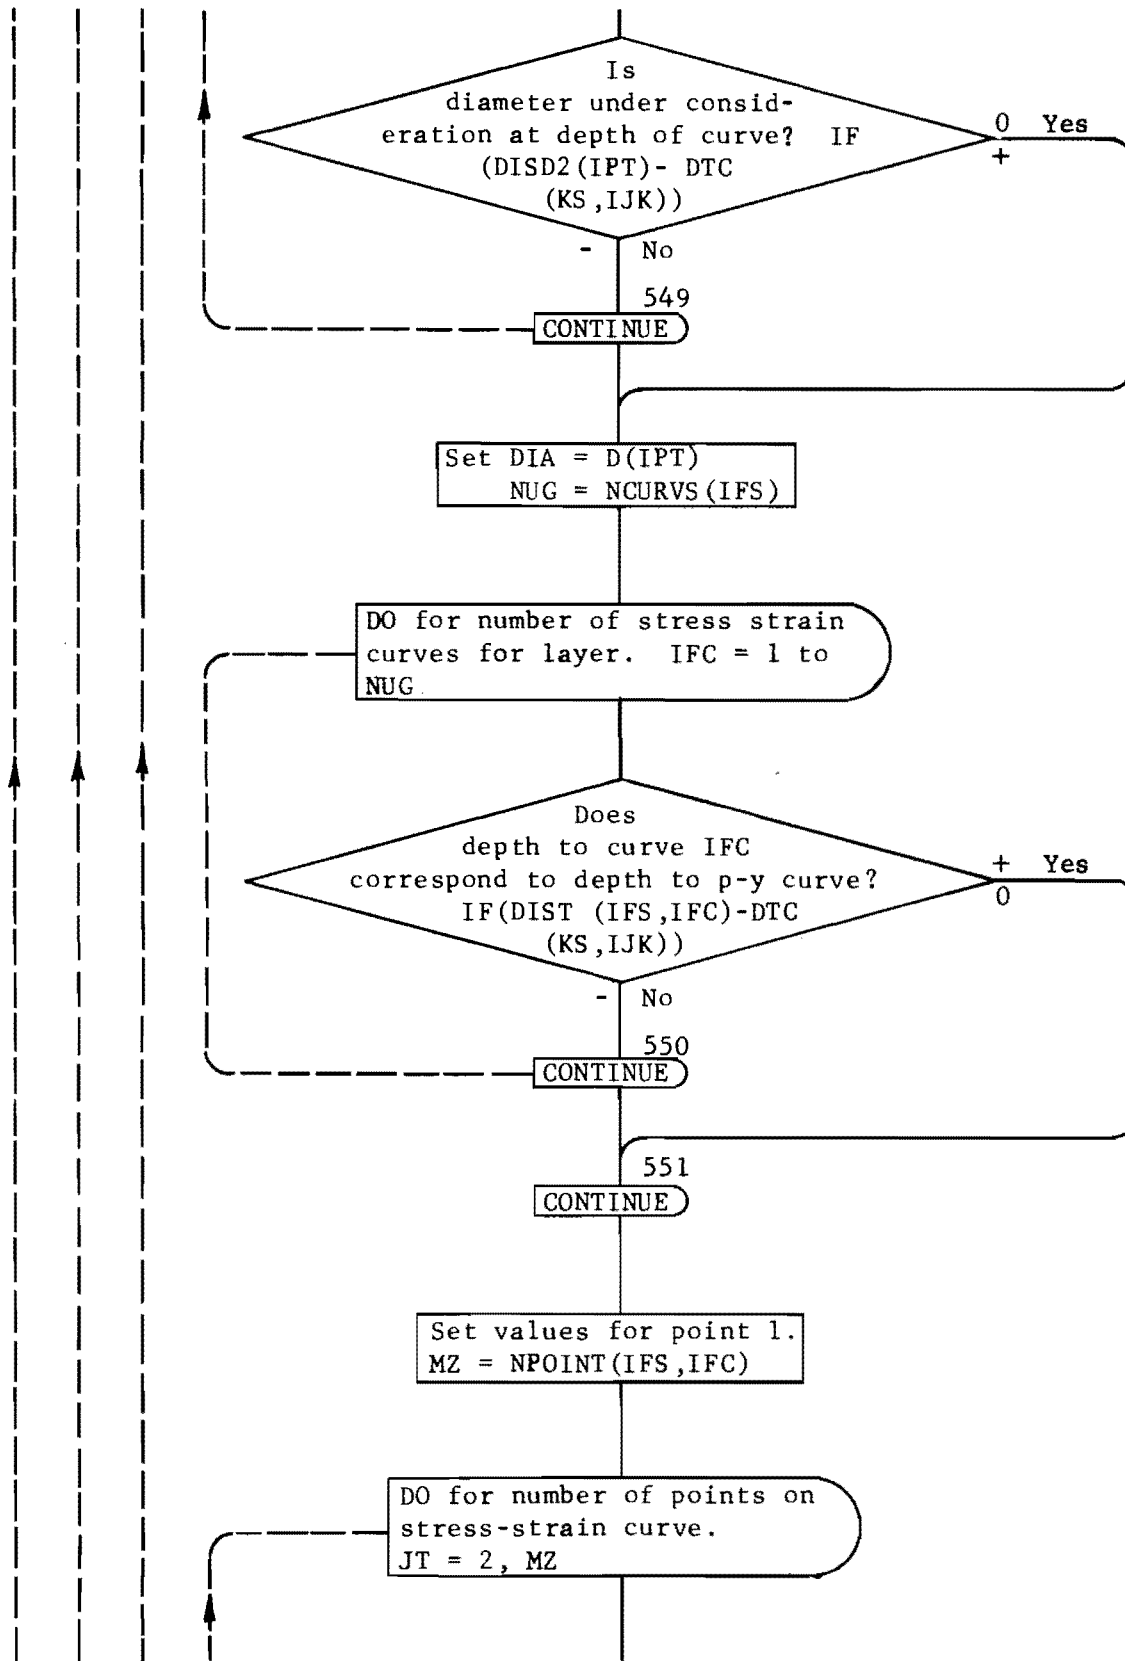 Is
diameter under consid-
eration at depth of curve? IF
(DISD2(IPT)- DTC
(KS,IJK))
0 Yes
+
- No
549
CONTINUE
Set DIA = D(IPT)
NUG = NCURVS(IFS)
DO for number of stress strain
curves for layer. IFC = 1 to
NUG
Does
depth to curve IFC
correspond to depth to p-y curve?
IF(DIST (IFS,IFC)-DTC
(KS,IJK))
+ Yes
0
- No
550
CONTINUE
551
CONTINUE
Set values for point 1.
MZ = NPOINT(IFS,IFC)
DO for number of points on
stress-strain curve.
JT = 2, MZ